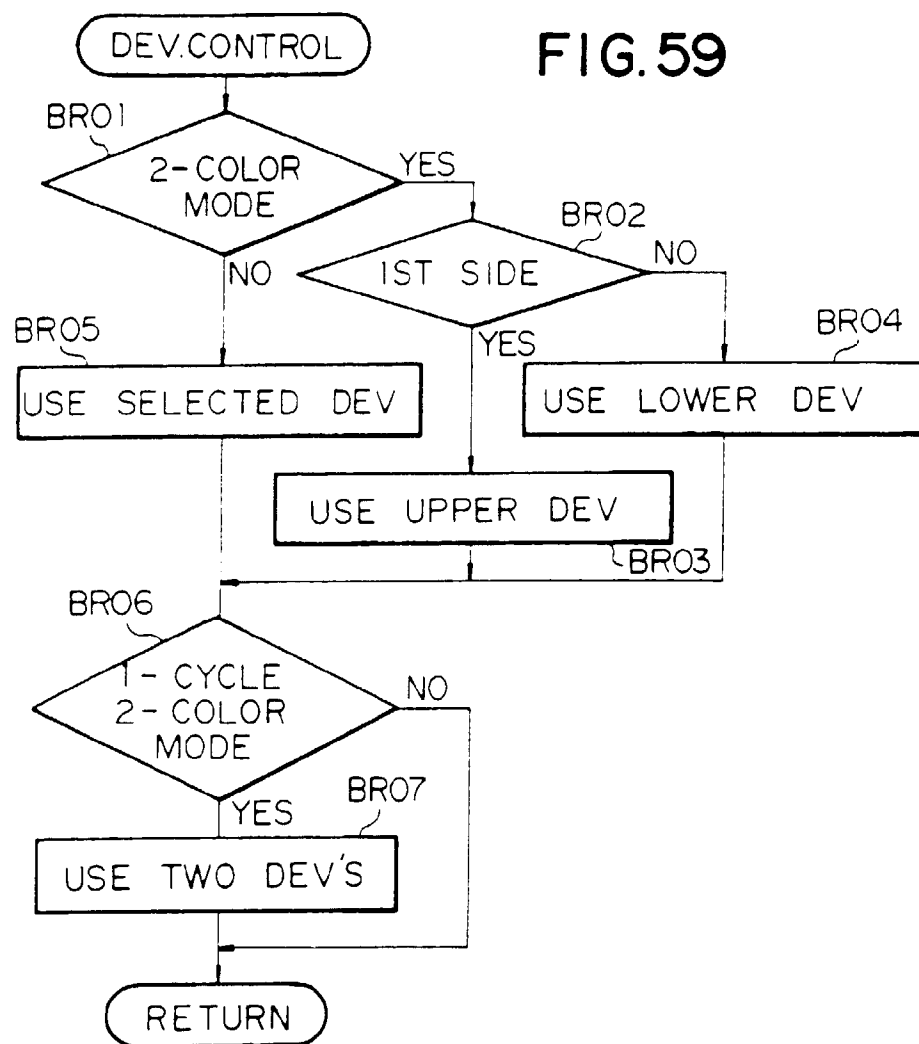 DEV.CONTROL
FIG.59
BR01
2-COLOR
MODE
YES
NO
BR02
1ST SIDE
NO
YES
BR05
USE SELECTED DEV
BR04
USE LOWER DEV
USE UPPER DEV
BR03
BR06
1-CYCLE
2-COLOR
MODE
NO
YES
BR07
USE TWO DEV'S
RETURN